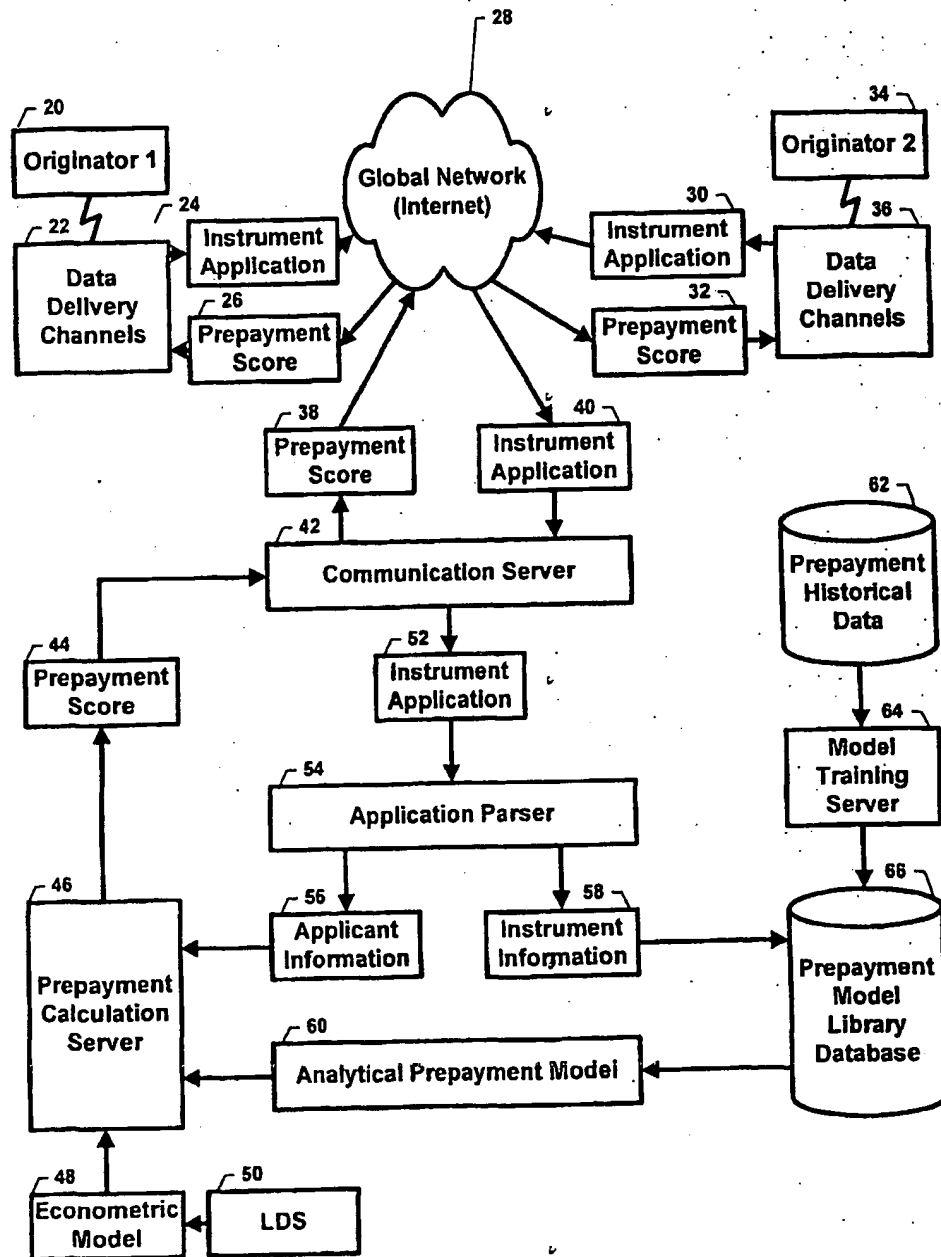 28
20
34
Originator 1
Originator 2
Global Network
(Internet)
24
30
22
36
Instrument
Application
Instrument
Application
Data
Delivery
Channels
Data
Delivery
Channels
26
32
Prepayment
Score
Prepayment
Score
38
40
Prepayment
Score
Instrument
Application
62
42
Communication Server
Prepayment
Historical
Data
52
44
Instrument
Application
Prepayment
Score
64
Model
Training
Server
54
Application Parser
46
56
58
66
Applicant
Information
Instrument
Information
Prepayment
Calculation
Server
Prepayment
Model
Library
Database
60
Analytical Prepayment Model
48
50
Econometric
Model
LDS